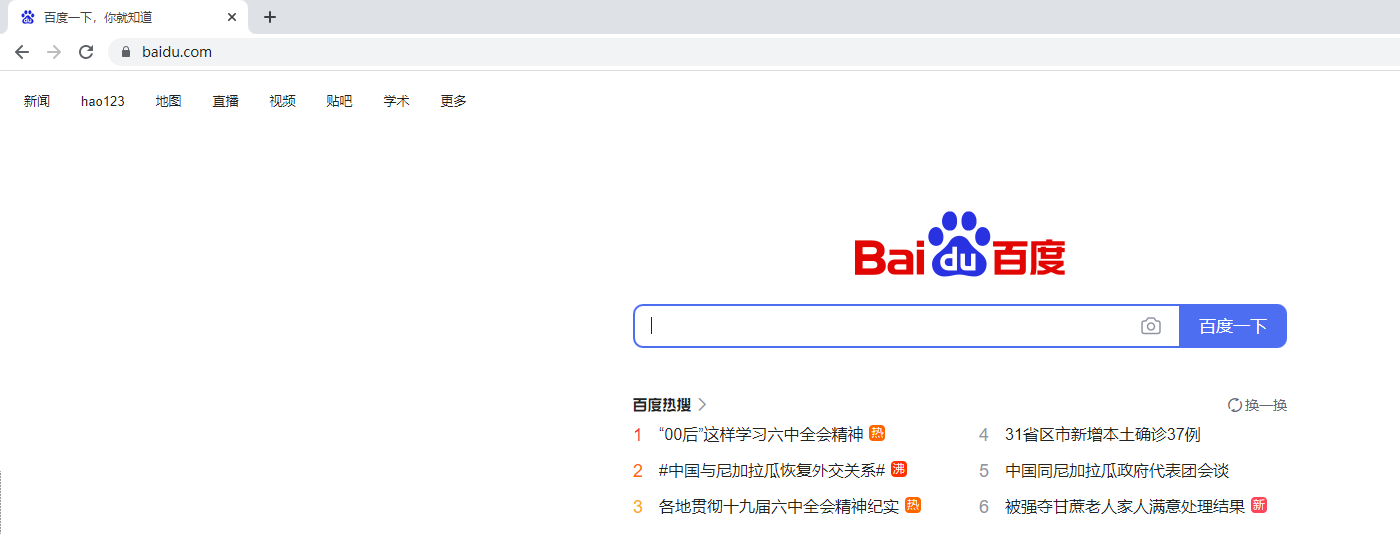 百度一下，你就知道
baidu.com
新闻 hao123 地图 直播 视频 贴吧 学术 更多
Baidu百度
百度一下
百度热搜 换一换
1 “00后”这样学习六中全会精神 热 4 31省区市新增本土确诊37例
2 #中国与尼加拉瓜恢复外交关系# 沸 5 中国同尼加拉瓜政府代表团会谈
3 各地贯彻十九届六中全会精神纪实 热 6 被强夺甘蔗老人家人满意处理结果 新